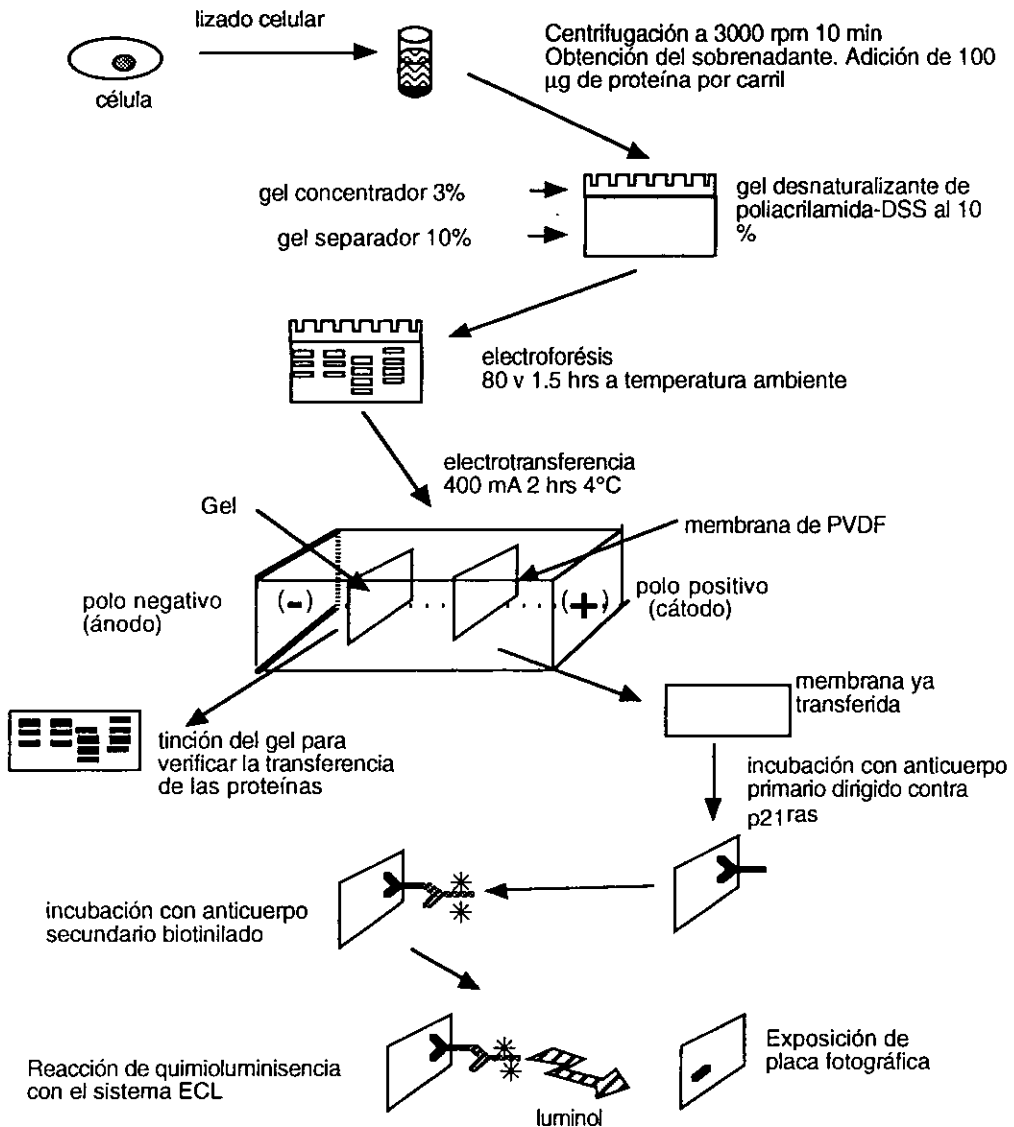 lizado celular
célula
Centrifugación a 3000 rpm 10 min
Obtención del sobrenadante. Adición de 100
µg de proteína por carril
gel concentrador 3%
gel separador 10%
gel desnaturalizante de
poliacrilamida-DSS al 10
%
electroforésis
80 v 1.5 hrs a temperatura ambiente
electrotransferencia
400 mA 2 hrs 4°C
Gel
membrana de PVDF
polo negativo
(ánodo)
(-)
(+)
polo positivo
(cátodo)
membrana ya
transferida
tinción del gel para
verificar la transferencia
de las proteínas
incubación con anticuerpo
primario dirigido contra
p21ras
incubación con anticuerpo
secundario biotinilado
Reacción de quimioluminisencia
con el sistema ECL
luminol
Exposición de
placa fotográfica